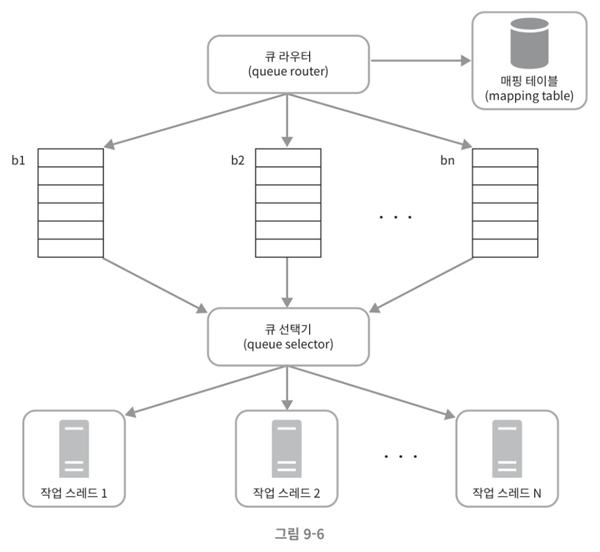 큐 라우터
(queue router)
매핑 테이블
(mapping table)
b1
b2
bn
. . .
큐 선택기
(queue selector)
작업 스레드 1
작업 스레드 2
. . .
작업 스레드 N
그림 9-6